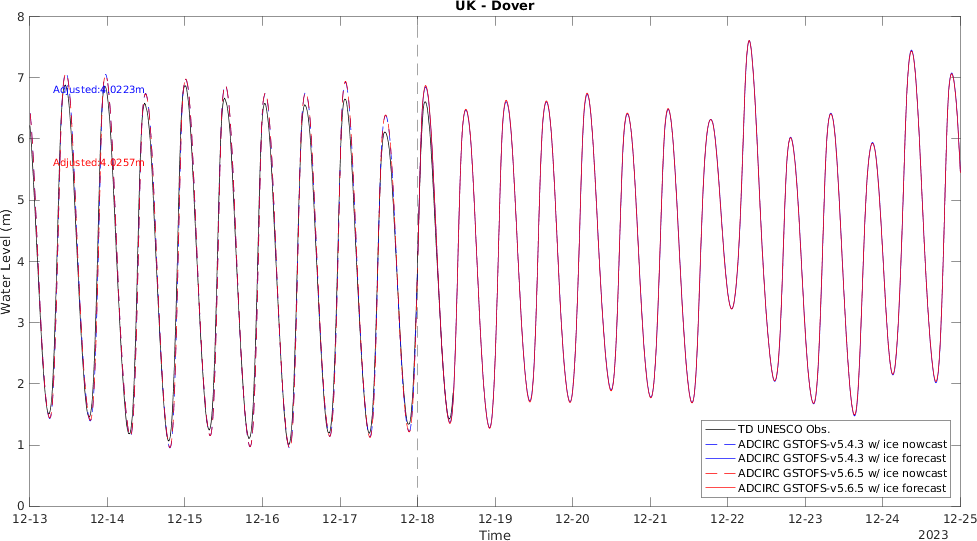 UK - Dover
8
7
6
5
4
3
2
1
0
Water Level (m)
Adjusted:4.0223m
Adjusted:4.0257m
TD UNESCO Obs.
ADCIRC GSTOFS-v5.4.3 w/ ice nowcast
ADCIRC GSTOFS-v5.4.3 w/ ice forecast
ADCIRC GSTOFS-v5.6.5 w/ ice nowcast
ADCIRC GSTOFS-v5.6.5 w/ ice forecast
12-13 12-14 12-15 12-16 12-17 12-18 12-19 12-20 12-21 12-22 12-23 12-24 12-25
Time
2023